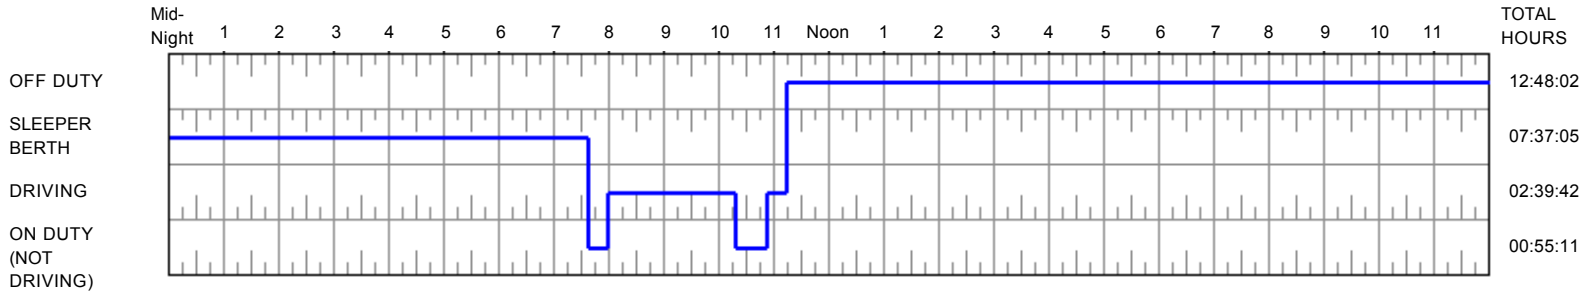 Mid-
Night 1 2 3 4 5 6 7 8 9 10 11 Noon 1 2 3 4 5 6 7 8 9 10 11
TOTAL
HOURS
OFF DUTY 12:48:02
SLEEPER
BERTH 07:37:05
DRIVING 02:39:42
ON DUTY
(NOT
DRIVING) 00:55:11